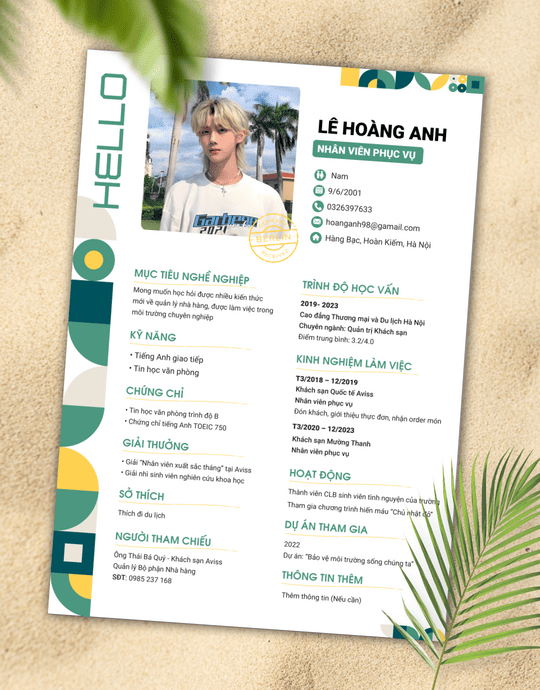 HELLO
LÊ HOÀNG ANH
NHÂN VIÊN PHỤC VỤ
Nam
9/6/2001
0326397633
hoanganh98@gamail.com
Hàng Bạc, Hoàn Kiếm, Hà Nội
2021
BERLIN
MỤC TIÊU NGHỀ NGHIỆP
Mong muốn học hỏi được nhiều kiến thức
mới về quản lý nhà hàng, được làm việc trong
môi trường chuyên nghiệp
KỸ NĂNG
• Tiếng Anh giao tiếp
• Tin học văn phòng
CHỨNG CHỈ
• Tin học văn phòng trình độ B
• Chứng chỉ tiếng Anh TOEIC 750
GIẢI THƯỞNG
• Giải "Nhân viên xuất sắc tháng" tại Aviss
• Giải nhì sinh viên nghiên cứu khoa học
SỞ THÍCH
Thích đi du lịch
NGƯỜI THAM CHIẾU
Ông Thái Bá Quý - Khách sạn Aviss
Quản lý Bộ phận Nhà hàng
SĐT: 0985 237 168
TRÌNH ĐỘ HỌC VẤN
2019- 2023
Cao đẳng Thương mại và Du lịch Hà Nội
Chuyên ngành: Quản trị Khách sạn
Điểm trung bình: 3.2/4.0
KINH NGHIỆM LÀM VIỆC
T3/2018 – 12/2019
Khách sạn Quốc tế Aviss
Nhân viên phục vụ
Đón khách, giới thiệu thực đơn, nhận order món
T3/2020 – 12/2023
Khách sạn Mường Thanh
Nhân viên phục vụ
HOẠT ĐỘNG
Thành viên CLB sinh viên tình nguyện của trường
Tham gia chương trình hiến máu "Chủ nhật đỏ"
DỰ ÁN THAM GIA
2022
Dự án: "Bảo vệ môi trường sống chúng ta"
THÔNG TIN THÊM
Thêm thông tin (Nếu cần)